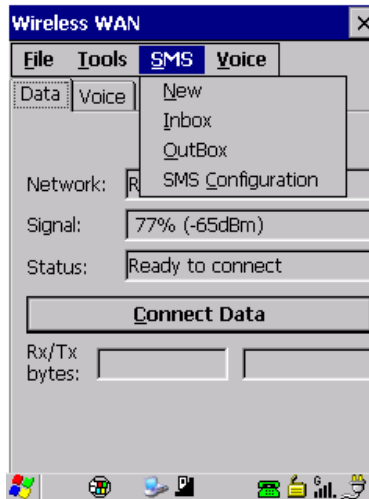 Wireless WAN
File Tools SMS Voice
Data Voice
New
Inbox
OutBox
SMS Configuration
Network: R
Signal: 77% (-65dBm)
Status: Ready to connect
Connect Data
Rx/Tx
bytes:
G